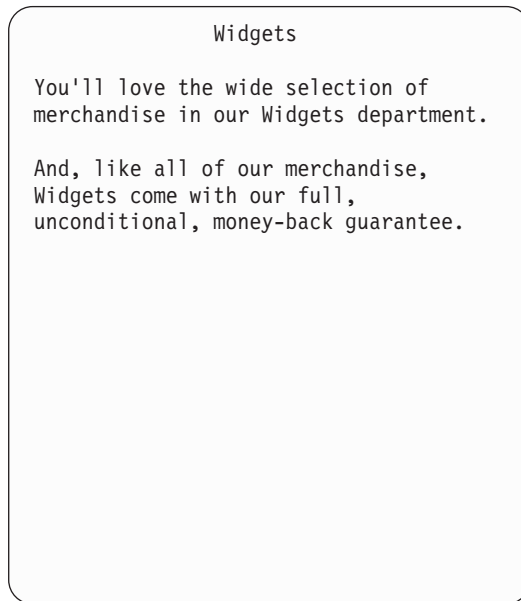 Widgets
You'll love the wide selection of
merchandise in our Widgets department.
And, like all of our merchandise,
Widgets come with our full,
unconditional, money-back guarantee.